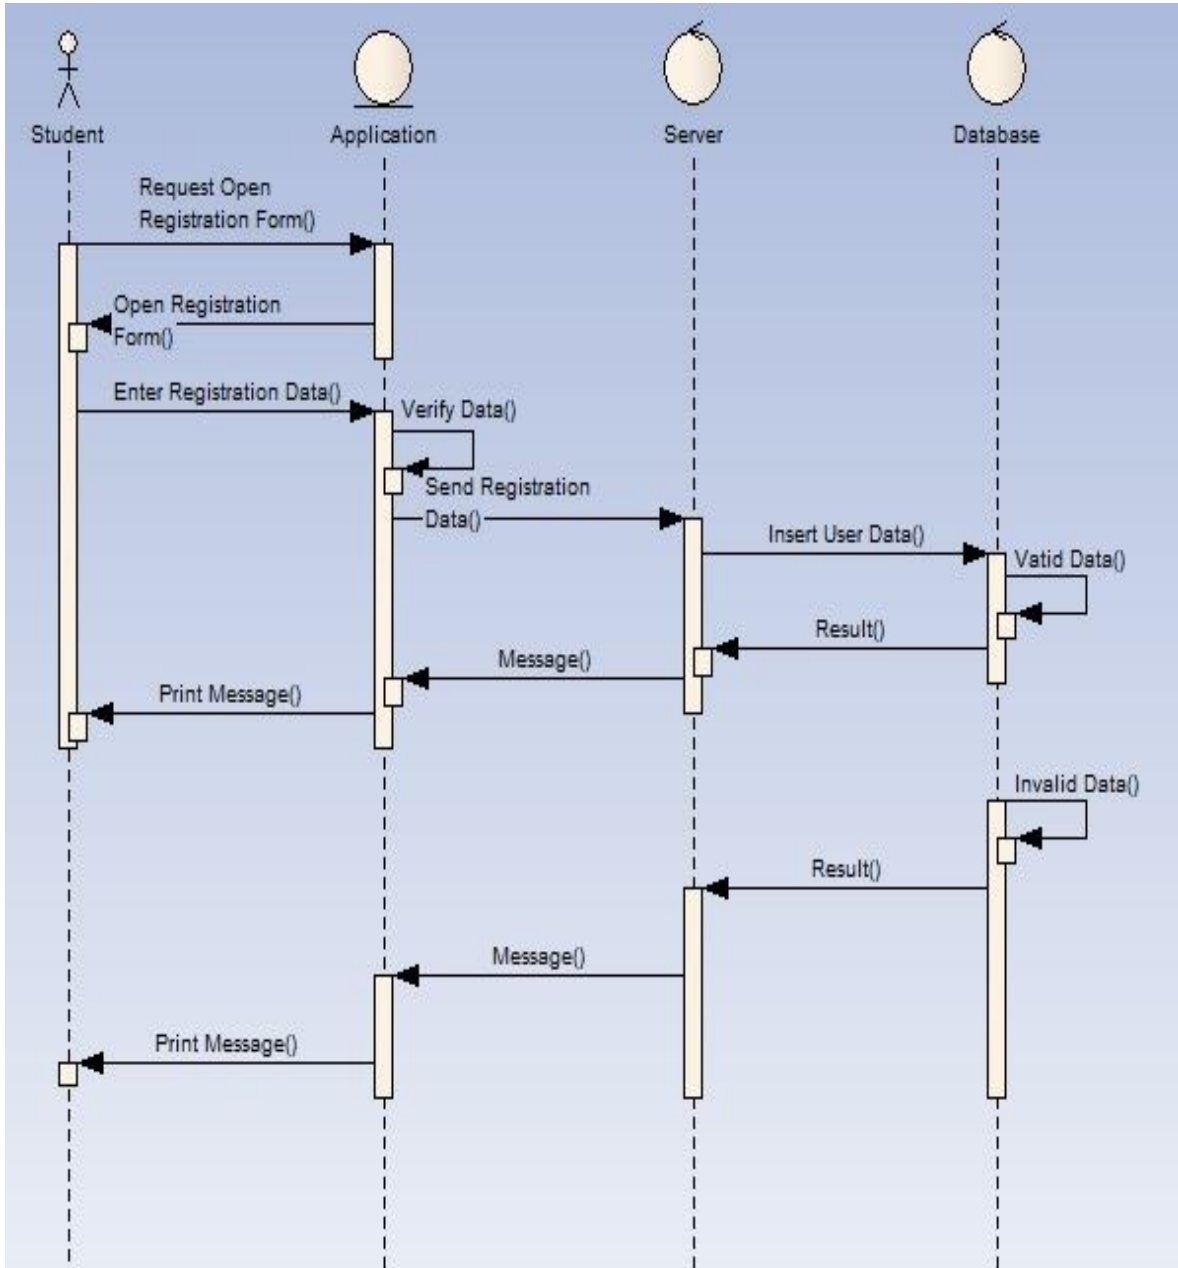 Student
Application
Server
Database
Request Open
Registration Form()
Open Registration
Form()
Enter Registration Data()
Verify Data()
Send Registration
Data()
Insert User Data()
Vatid Data()
Result()
Message()
Print Message()
Invalid Data()
Result()
Message()
Print Message()